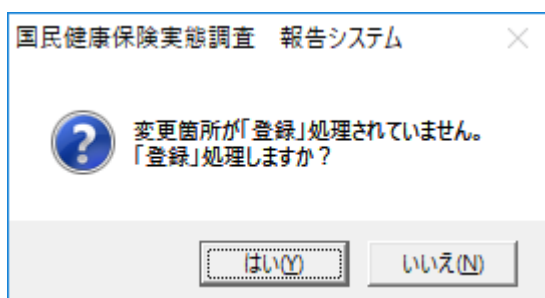 国民健康保険実態調査　報告システム
変更箇所が「登録」処理されていません。
「登録」処理しますか？
はい(Y)
いいえ(N)